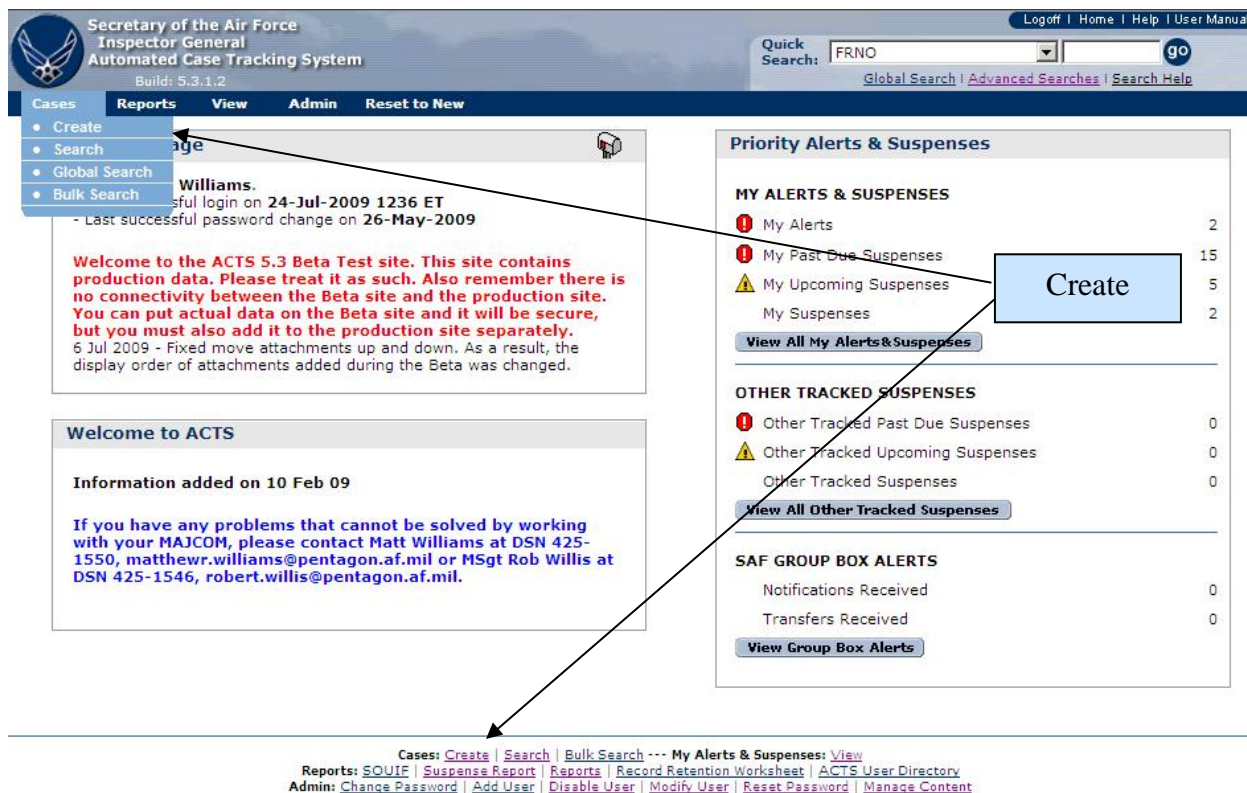 Secretary of the Air Force
Inspector General
Automated Case Tracking System
Build: 5.3.1.2
Logoff | Home | Help | User Manua
Quick Search: FRNO go
Global Search | Advanced Searches | Search Help
Cases Reports View Admin Reset to New
• Create
• Search
• Global Search
• Bulk Search
Williams.
login on 24-Jul-2009 1236 ET
- Last successful password change on 26-May-2009
Welcome to the ACTS 5.3 Beta Test site. This site contains
production data. Please treat it as such. Also remember there is
no connectivity between the Beta site and the production site.
You can put actual data on the Beta site and it will be secure,
but you must also add it to the production site separately.
6 Jul 2009 - Fixed move attachments up and down. As a result, the
display order of attachments added during the Beta was changed.
Welcome to ACTS
Information added on 10 Feb 09
If you have any problems that cannot be solved by working
with your MAJCOM, please contact Matt Williams at DSN 425-
1550, matthewr.williams@pentagon.af.mil or MSgt Rob Willis at
DSN 425-1546, robert.willis@pentagon.af.mil.
Priority Alerts & Suspenses
MY ALERTS & SUSPENSES
My Alerts 2
My Past Due Suspenses 15
My Upcoming Suspenses 5
My Suspenses 2
View All My Alerts&Suspenses
OTHER TRACKED SUSPENSES
Other Tracked Past Due Suspenses 0
Other Tracked Upcoming Suspenses 0
Other Tracked Suspenses 0
View All Other Tracked Suspenses
SAF GROUP BOX ALERTS
Notifications Received 0
Transfers Received 0
View Group Box Alerts
Create
Cases: Create | Search | Bulk Search --- My Alerts & Suspenses: View
Reports: SOUIF | Suspense Report | Reports | Record Retention Worksheet | ACTS User Directory
Admin: Change Password | Add User | Disable User | Modify User | Reset Password | Manage Content